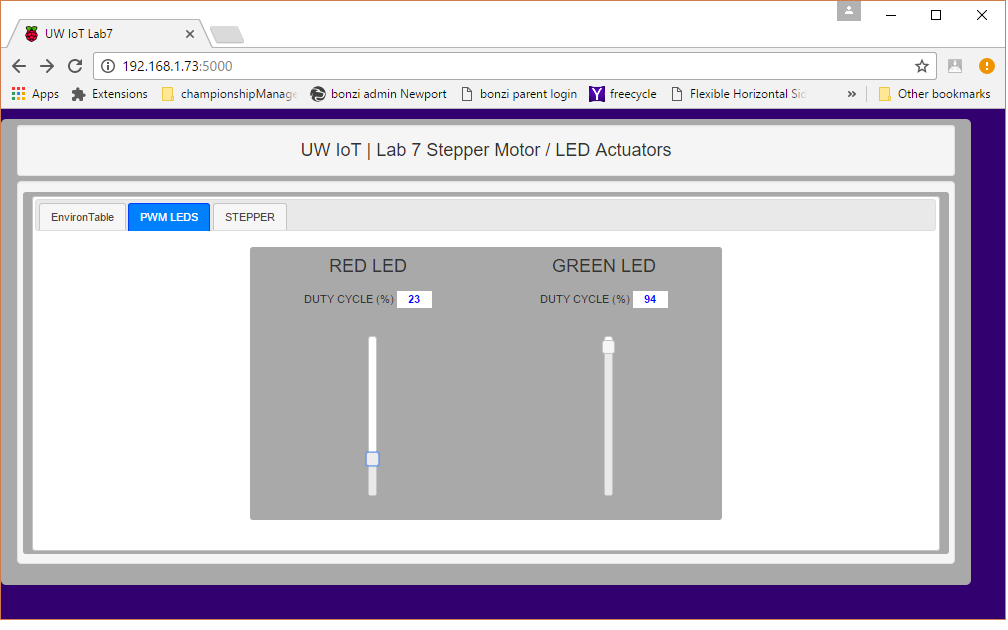 UW IoT Lab7
192.168.1.73:5000
Apps Extensions championshipManage bonzi admin Newport bonzi parent login Y freecycle Flexible Horizontal Sid » Other bookmarks
UW IoT | Lab 7 Stepper Motor / LED Actuators
EnvironTable PWM LEDS STEPPER
RED LED GREEN LED
DUTY CYCLE (%) 23 DUTY CYCLE (%) 94